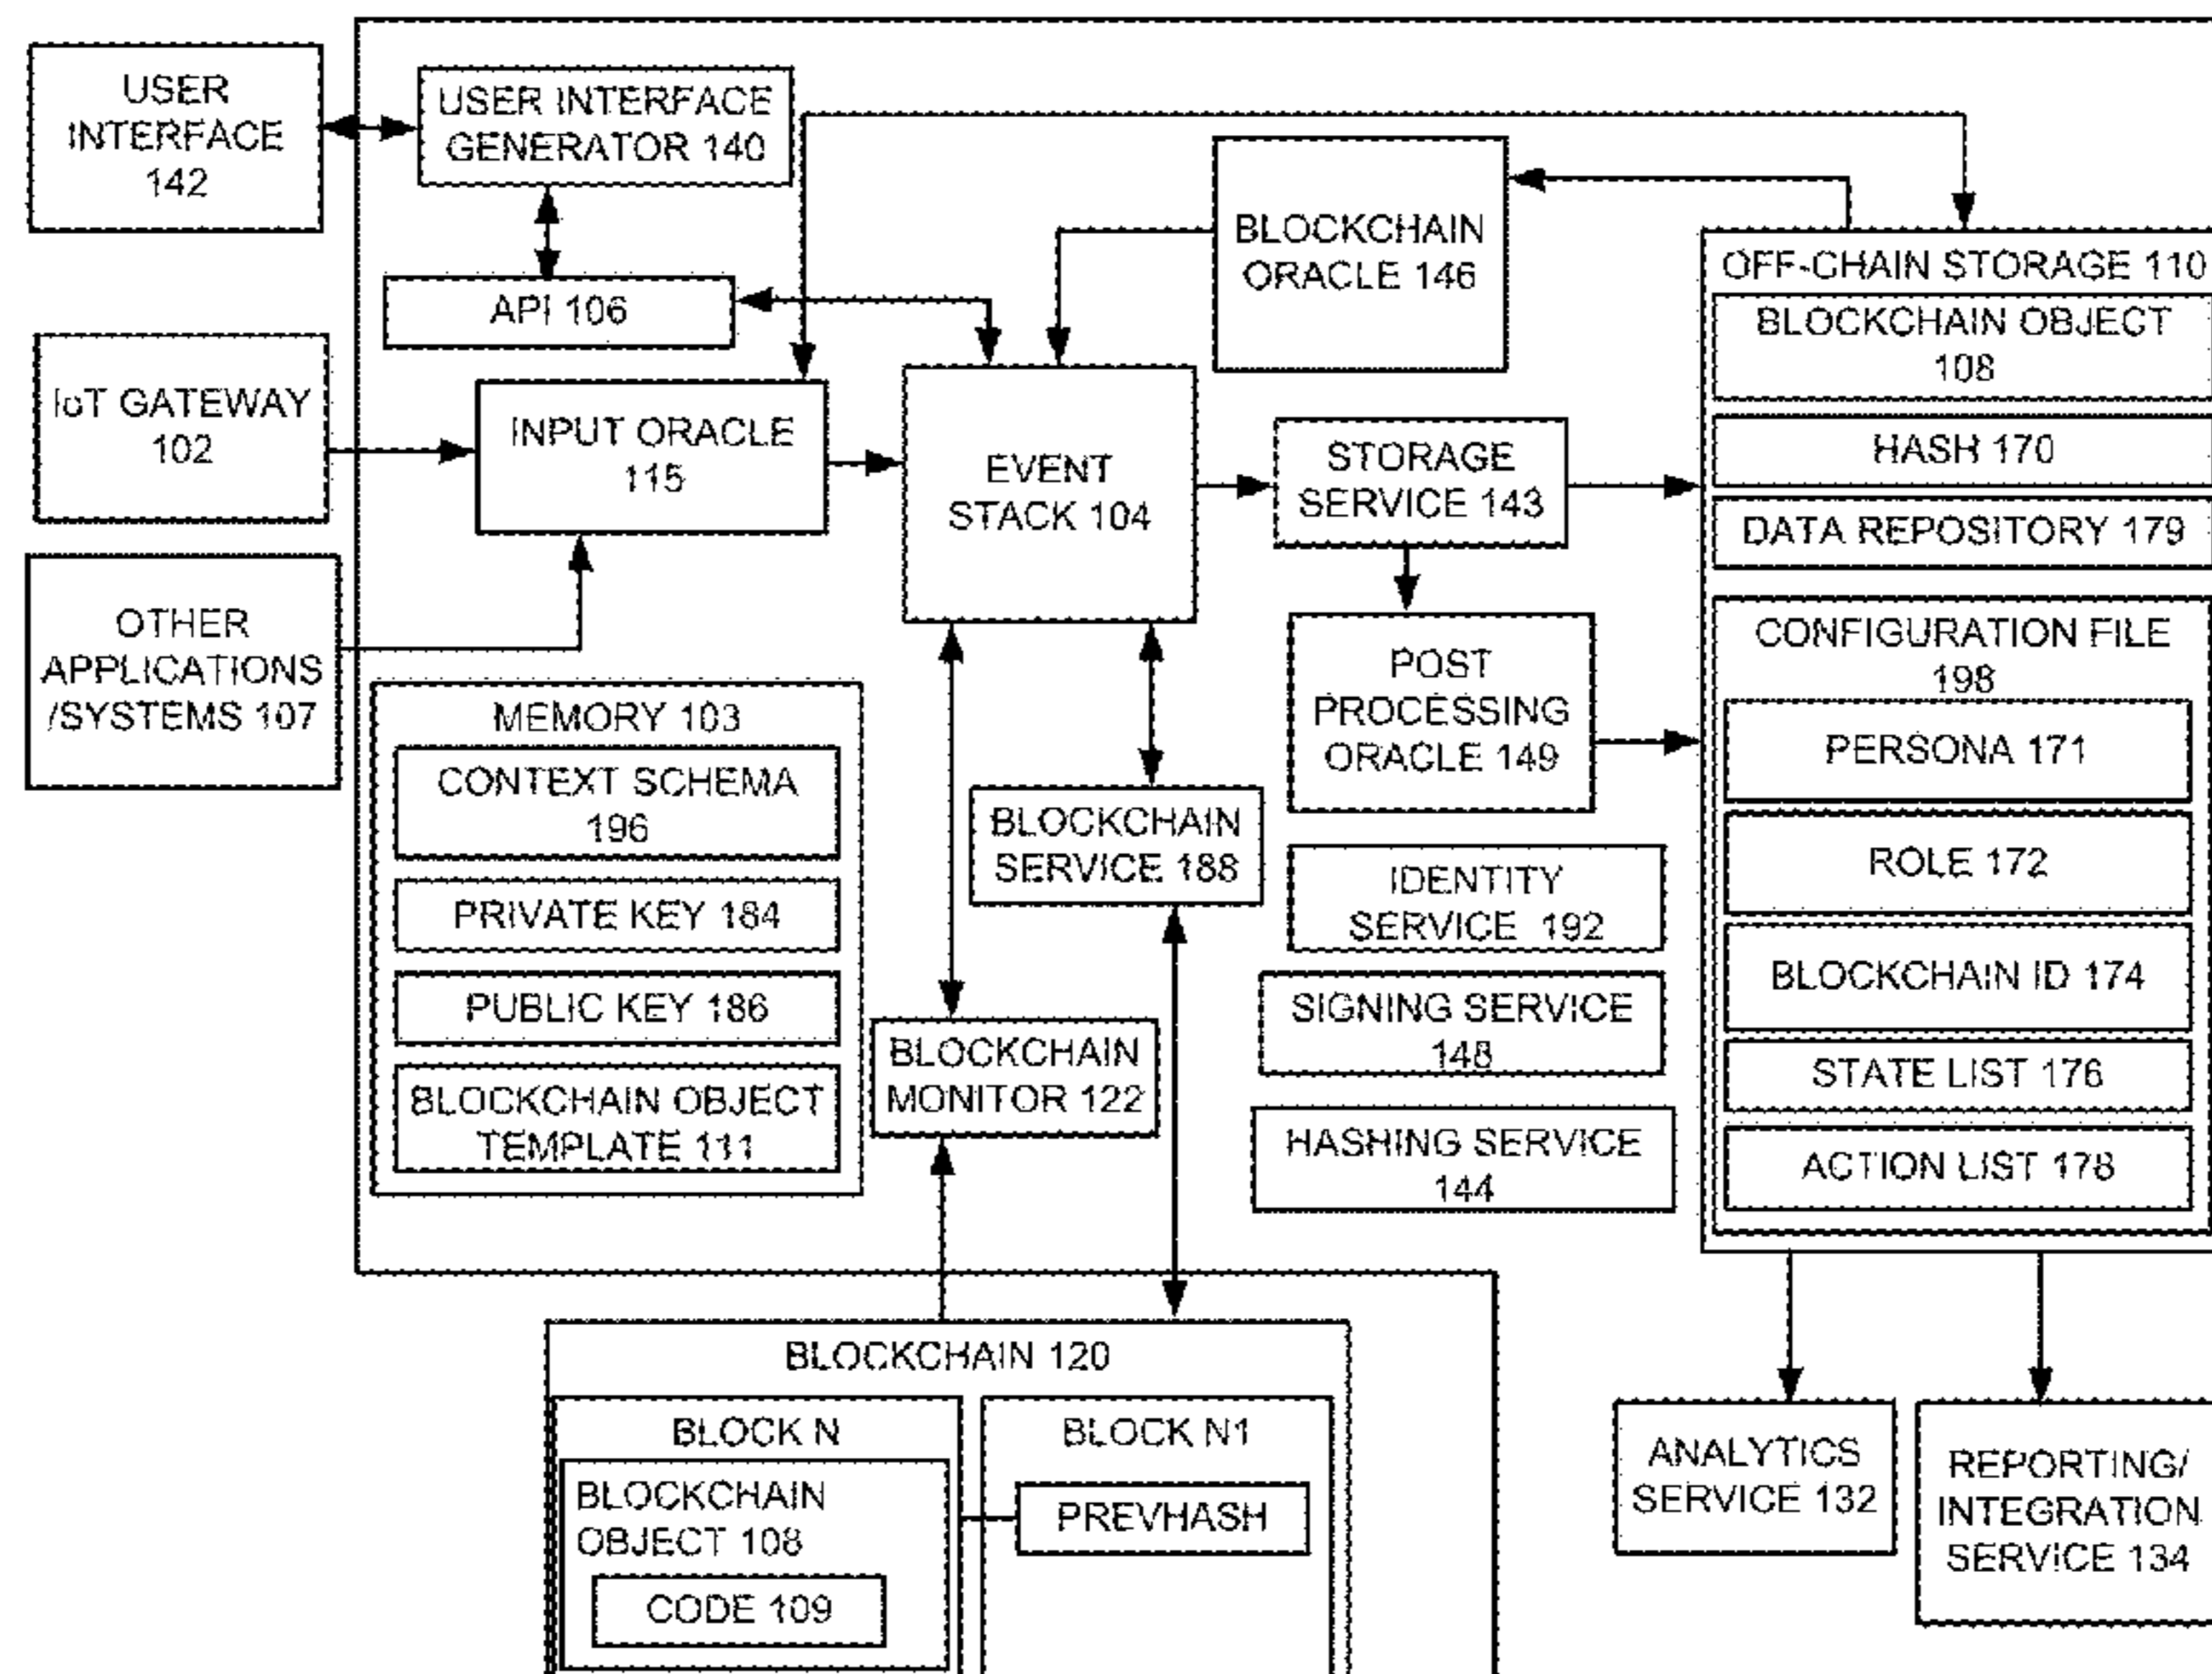 USER
INTERFACE
142
USER INTERFACE
GENERATOR 140
API 106
BLOCKCHAIN
ORACLE 146
IoT GATEWAY
102
INPUT ORACLE
115
EVENT
STACK 104
STORAGE
SERVICE 143
OTHER
APPLICATIONS
/SYSTEMS 107
POST
PROCESSING
ORACLE 149
MEMORY 103
CONTEXT SCHEMA
196
PRIVATE KEY 184
PUBLIC KEY 186
BLOCKCHAIN OBJECT
TEMPLATE 111
BLOCKCHAIN
SERVICE 188
BLOCKCHAIN
MONITOR 122
IDENTITY
SERVICE 192
SIGNING SERVICE
148
HASHING SERVICE
144
OFF-CHAIN STORAGE 110
BLOCKCHAIN OBJECT
108
HASH 170
DATA REPOSITORY 179
CONFIGURATION FILE
198
PERSONA 171
ROLE 172
BLOCKCHAIN ID 174
STATE LIST 176
ACTION LIST 178
BLOCKCHAIN 120
BLOCK N
BLOCKCHAIN
OBJECT 108
CODE 109
BLOCK N1
PREVHASH
ANALYTICS
SERVICE 132
REPORTING/
INTEGRATION
SERVICE 134